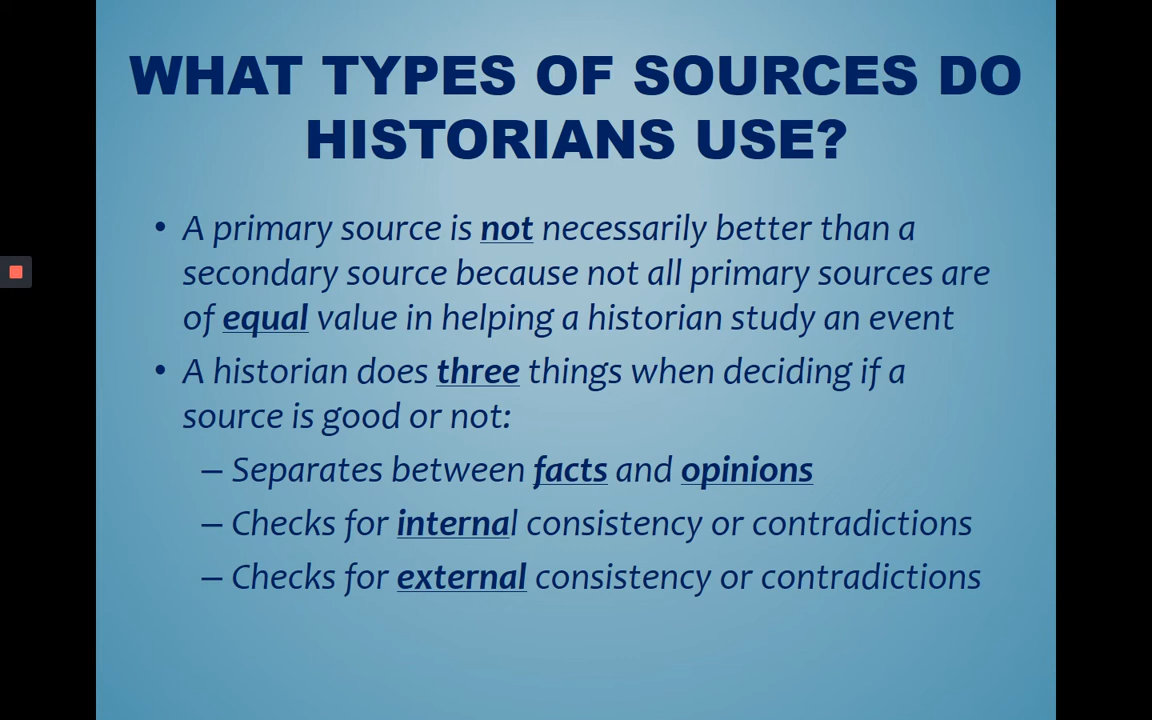 WHAT TYPES OF SOURCES DO
HISTORIANS USE?
• A primary source is not necessarily better than a
secondary source because not all primary sources are
of equal value in helping a historian study an event
• A historian does three things when deciding if a
source is good or not:
– Separates between facts and opinions
– Checks for internal consistency or contradictions
– Checks for external consistency or contradictions